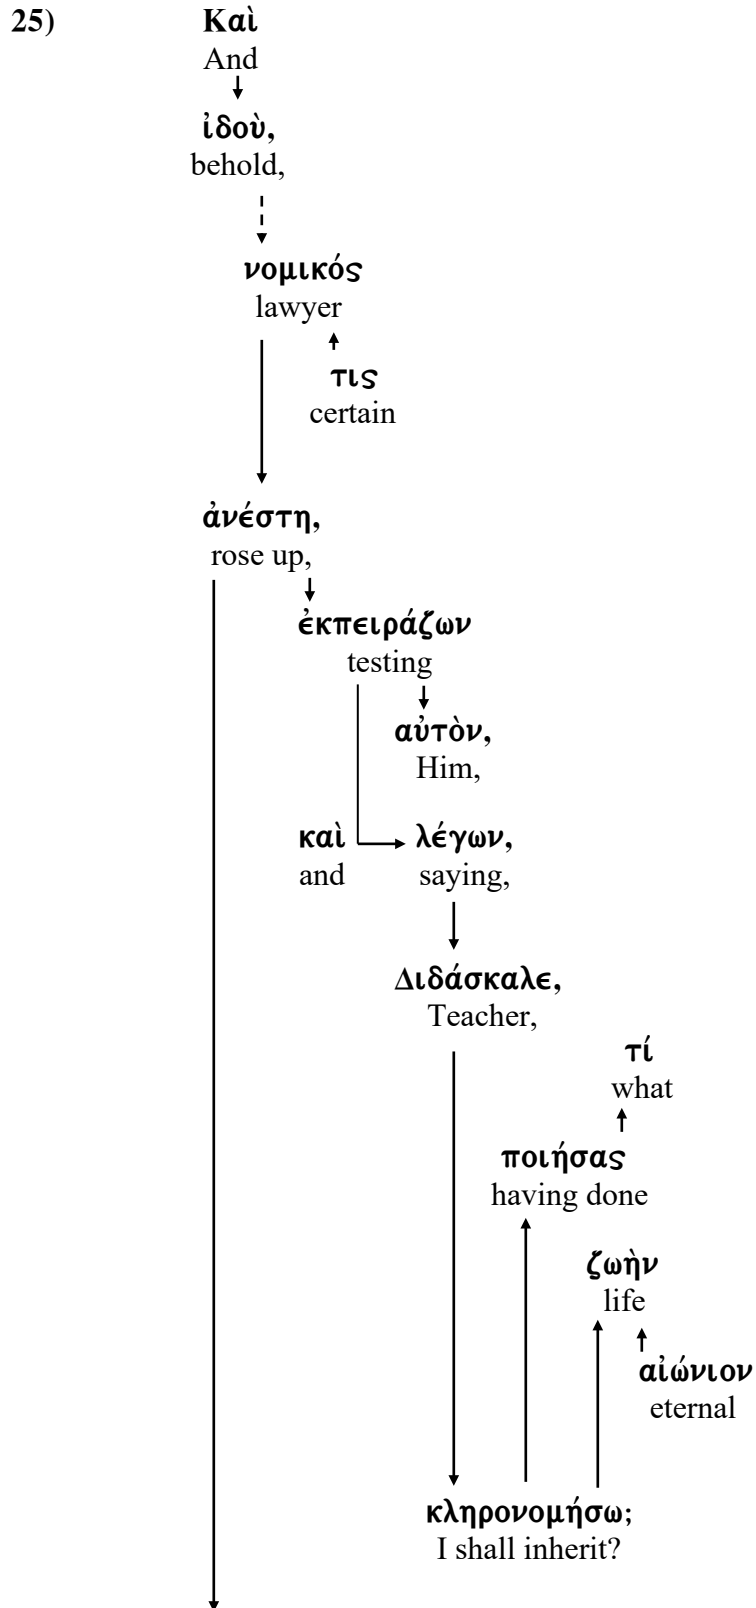 25) Καὶ
And
ἰδοὺ,
behold,
νομικός
lawyer
τις
certain
ἀνέστη,
rose up,
ἐκπειράζων
testing
αὐτὸν,
Him,
καὶ λέγων,
and saying,
Διδάσκαλε,
Teacher,
τί
what
ποιήσας
having done
ζωὴν
life
αἰώνιον
eternal
κληρονομήσω;
I shall inherit?